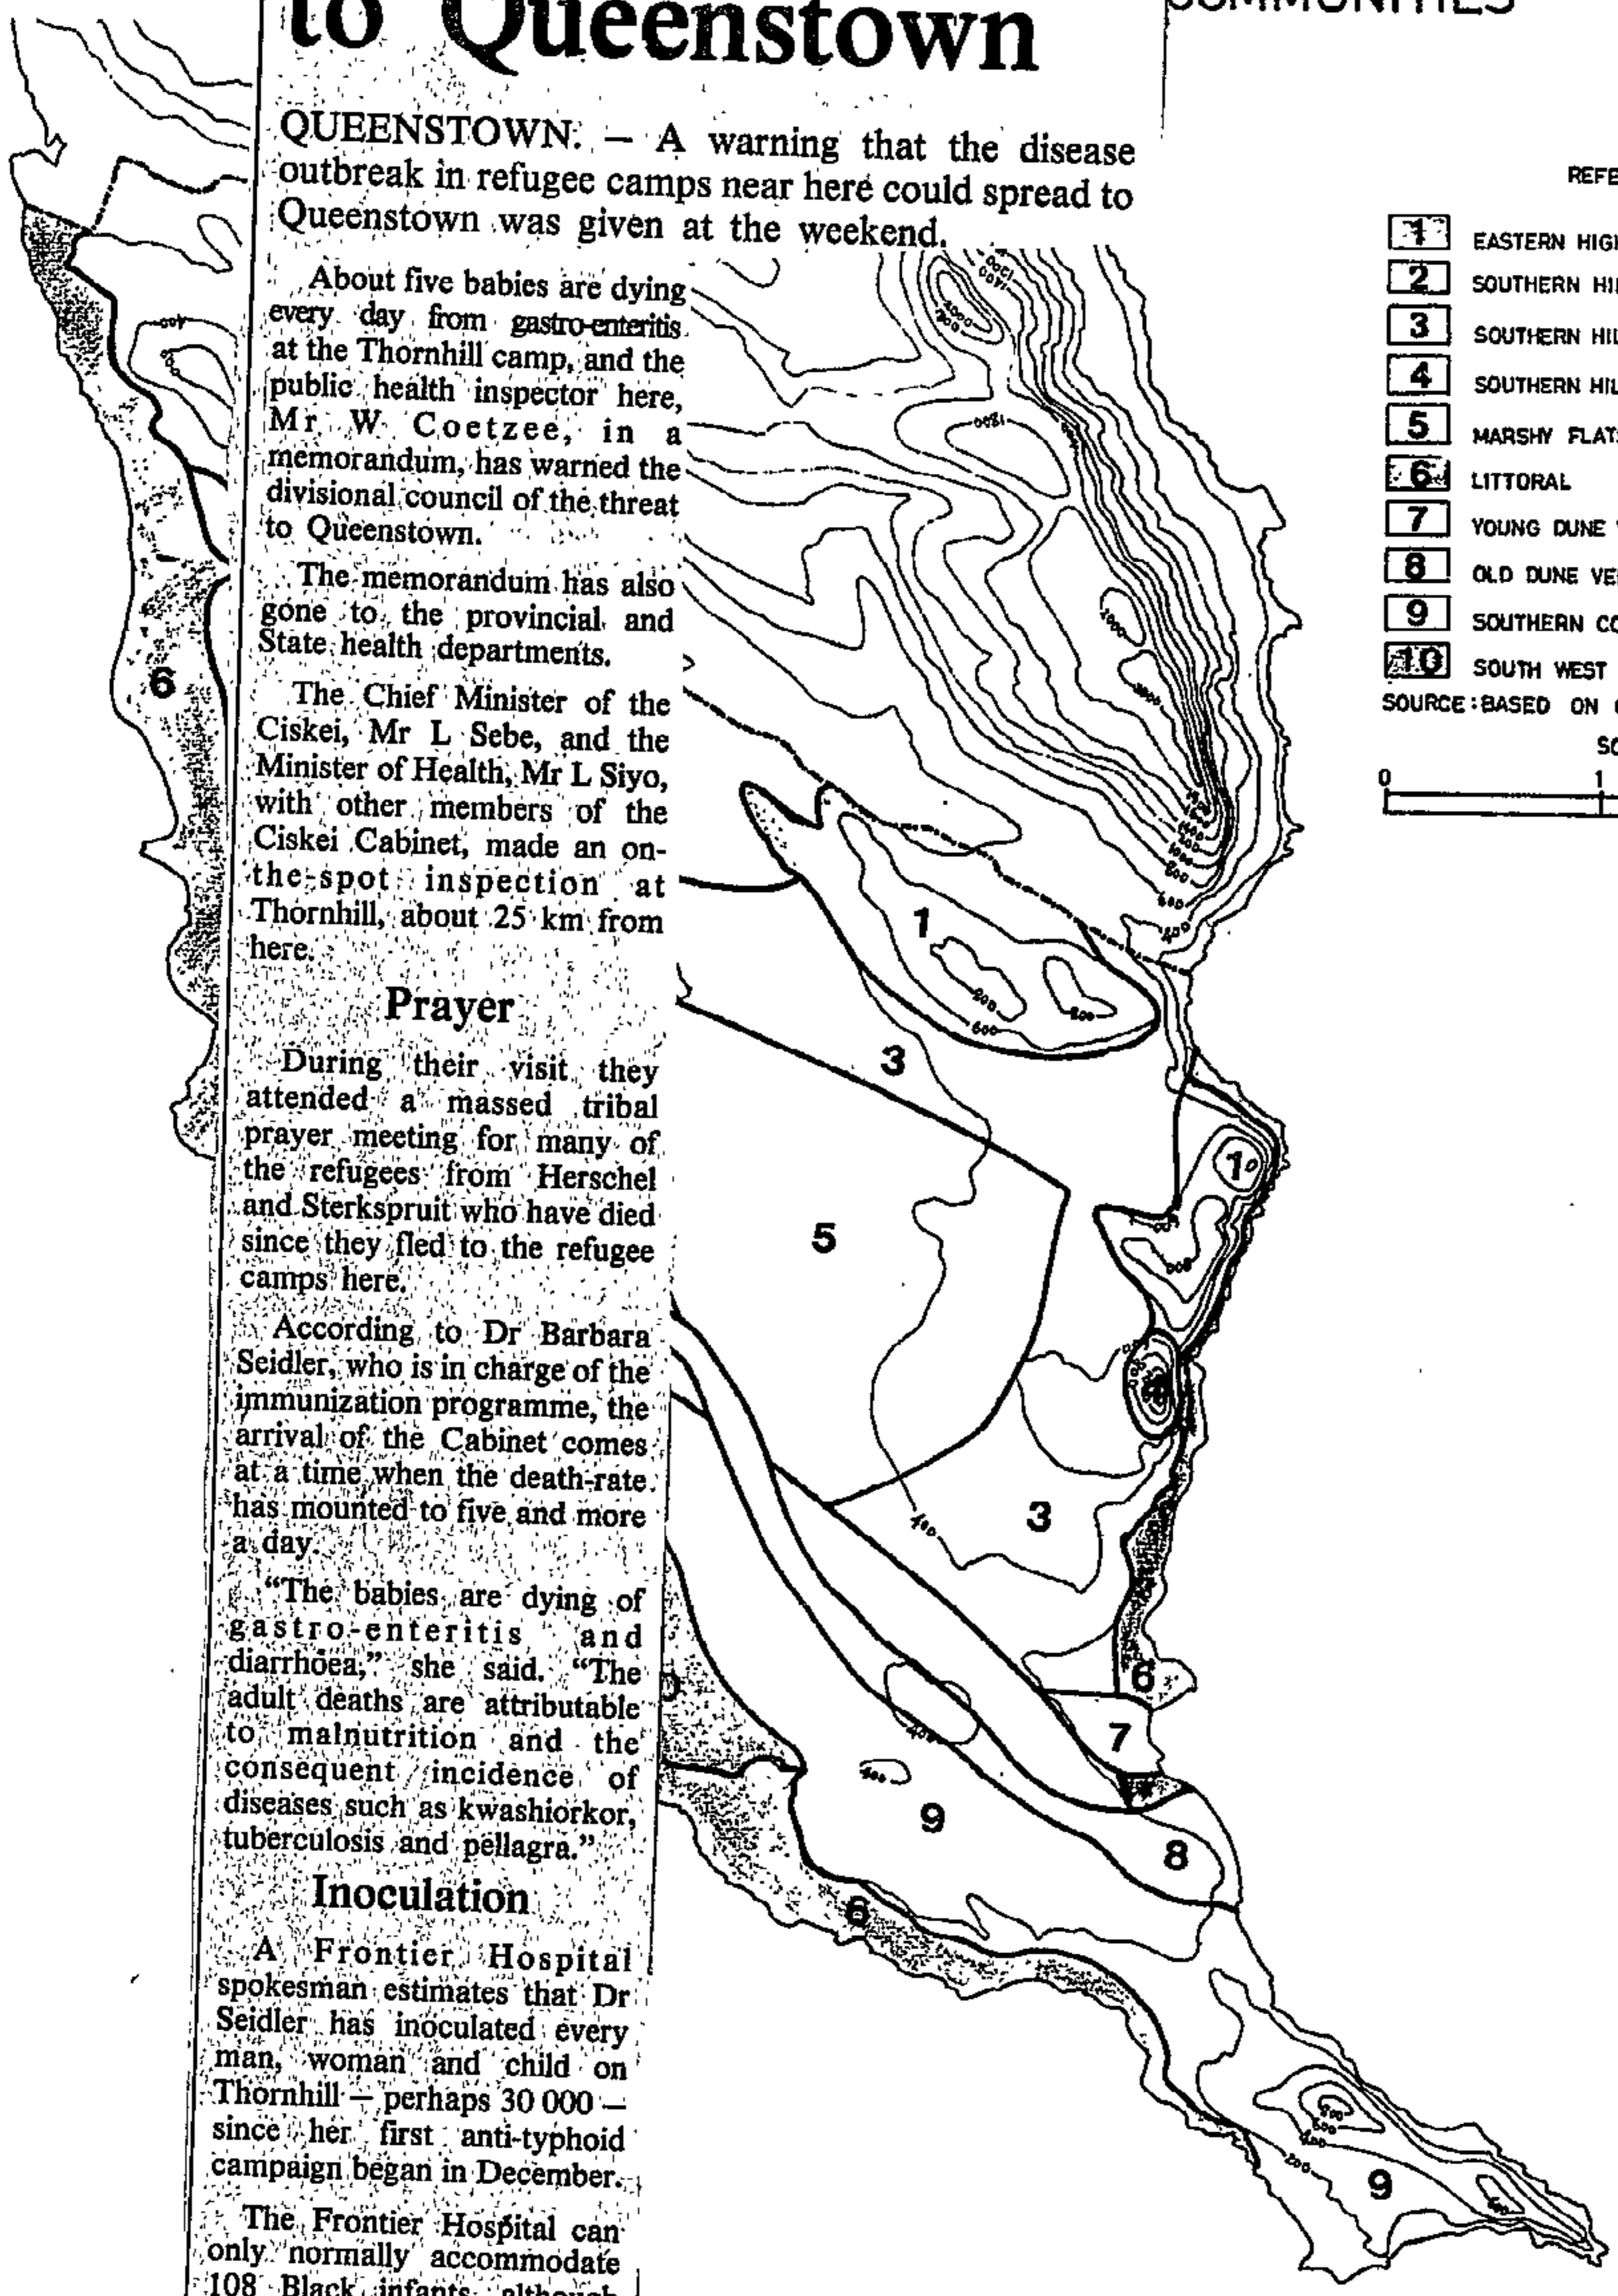 to Queenstown
QUEENSTOWN. — A warning that the disease
outbreak in refugee camps near here could spread to
Queenstown was given at the weekend.
About five babies are dying
every day from gastro-enteritis
at the Thornhill camp, and the
public health inspector here,
Mr W Coetzee, in a
memorandum, has warned the
divisional council of the threat
to Queenstown.
The memorandum has also
gone to the provincial and
State health departments.
The Chief Minister of the
Ciskei, Mr L Sebe, and the
Minister of Health, Mr L Siyo,
with other members of the
Ciskei Cabinet, made an on-
the-spot inspection at
Thornhill, about 25 km from
here.
Prayer
During their visit they
attended a massed tribal
prayer meeting for many of
the refugees from Herschel
and Sterkspruit who have died
since they fled to the refugee
camps here.
According to Dr Barbara
Seidler, who is in charge of the
immunization programme, the
arrival of the Cabinet comes
at a time when the death-rate
has mounted to five and more
a day.
"The babies are dying of
gastro-enteritis and
diarrhoea," she said. "The
adult deaths are attributable
to malnutrition and the
consequent incidence of
diseases such as kwashiorkor,
tuberculosis and pellagra."
Inoculation
A Frontier Hospital
spokesman estimates that Dr
Seidler has inoculated every
man, woman and child on
Thornhill — perhaps 30 000 —
since her first anti-typhoid
campaign began in December.
The Frontier Hospital can
only normally accommodate
108 Black infants, although
COMMUNITIES
REFE
1 EASTERN HIGH
2 SOUTHERN HIL
3 SOUTHERN HIL
4 SOUTHERN HIL
5 MARSHY FLATS
6 LITTORAL
7 YOUNG DUNE
8 OLD DUNE VE
9 SOUTHERN CO
10 SOUTH WEST
SOURCE: BASED ON
SC
0 1
6
1200
1000
1
600
3
1
5
3
400
6
7
9
8
6
200
9